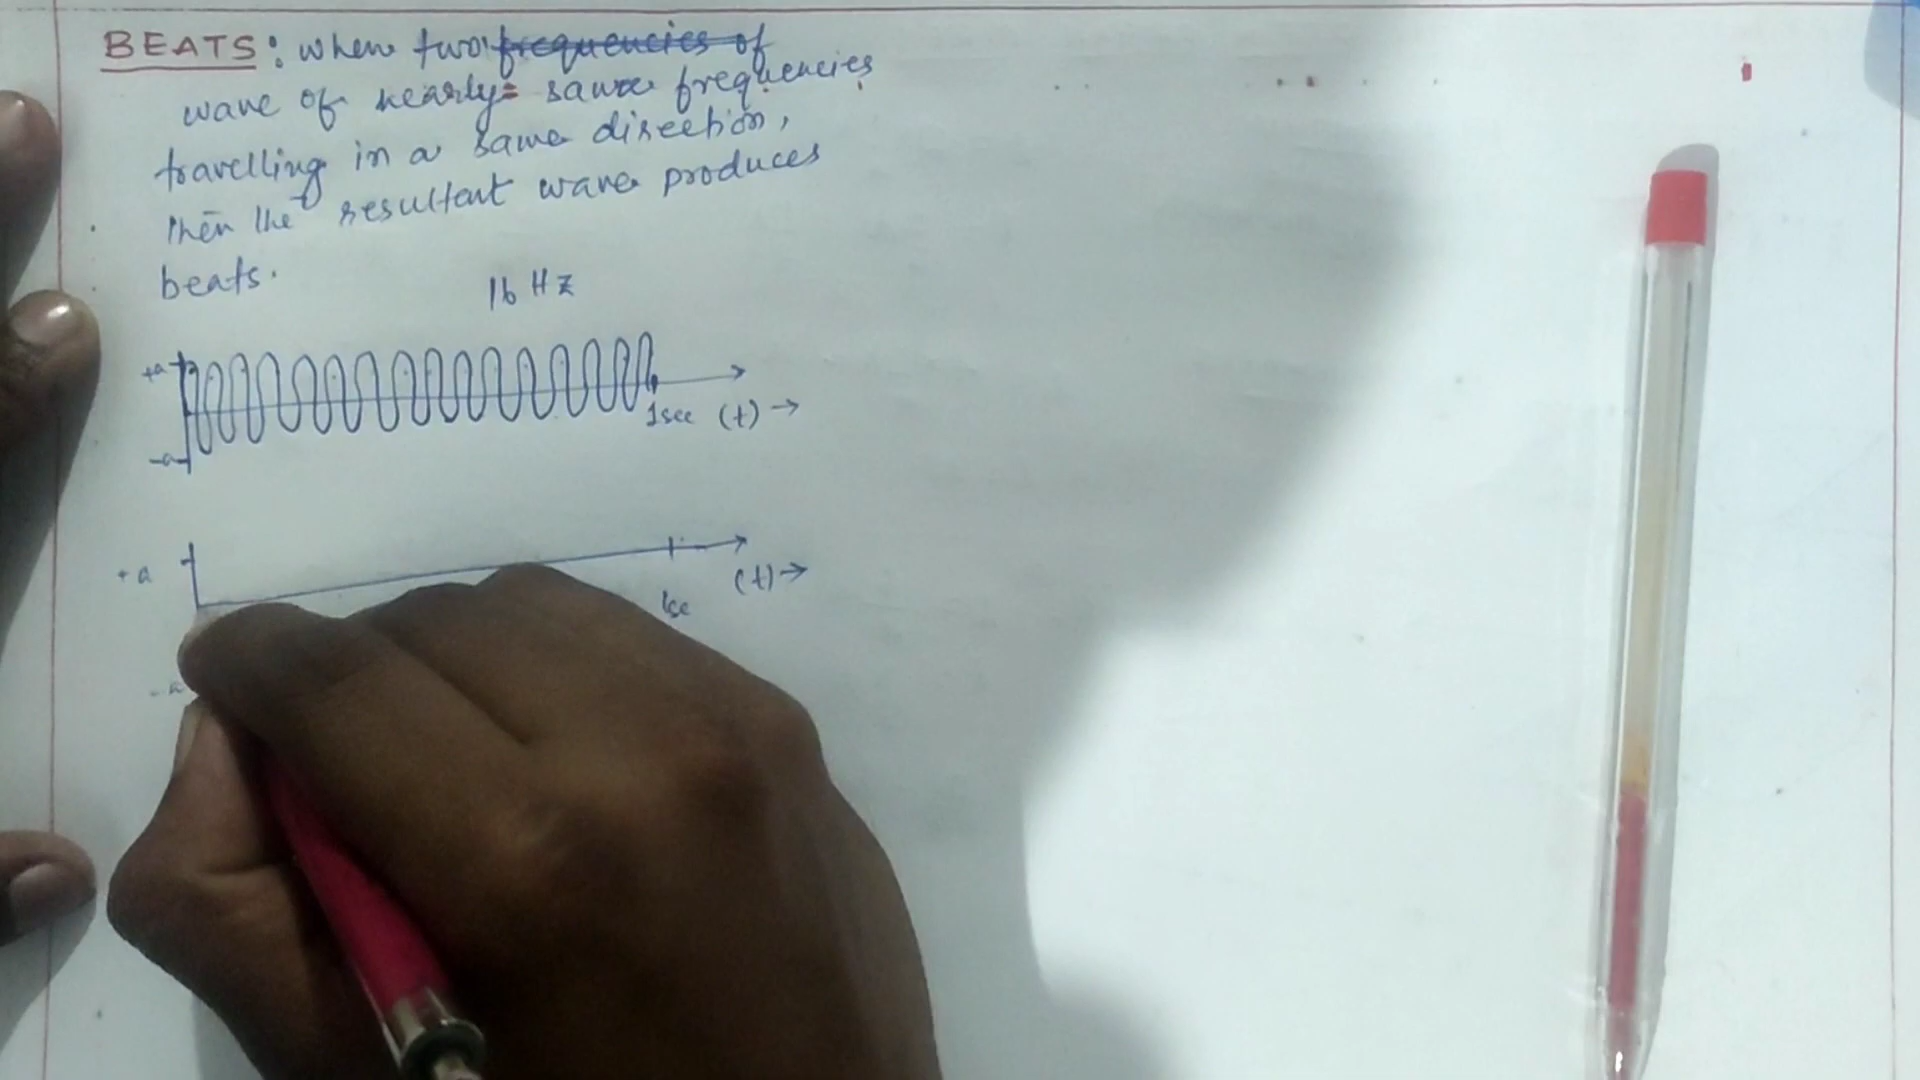 BEATS: when two frequencies of
wave of nearly same frequencies
travelling in a same direction,
then the resultant wave produces
beats.
16 Hz
+a
1sec (t) →
-a
+a
(t) →
1se
-a